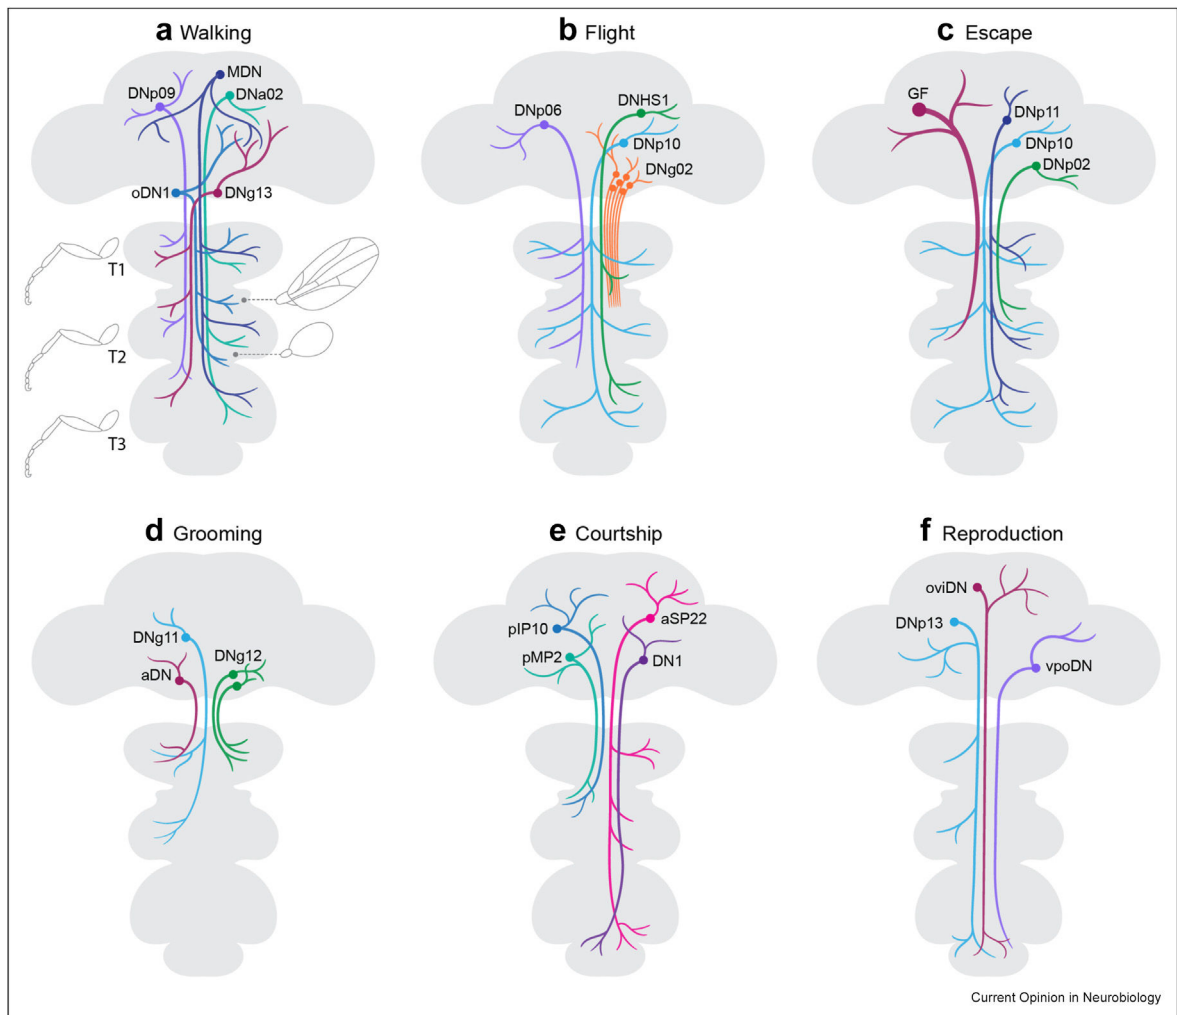 a Walking
b Flight
c Escape
MDN
DNp09
DNa02
oDN1
DNg13
T1
T2
T3
DNp06
DNHS1
DNp10
DNg02
GF
DNp11
DNp10
DNp02
d Grooming
e Courtship
f Reproduction
DNg11
DNg12
aDN
pIP10
aSP22
pMP2
DN1
oviDN
DNp13
vpoDN
Current Opinion in Neurobiology